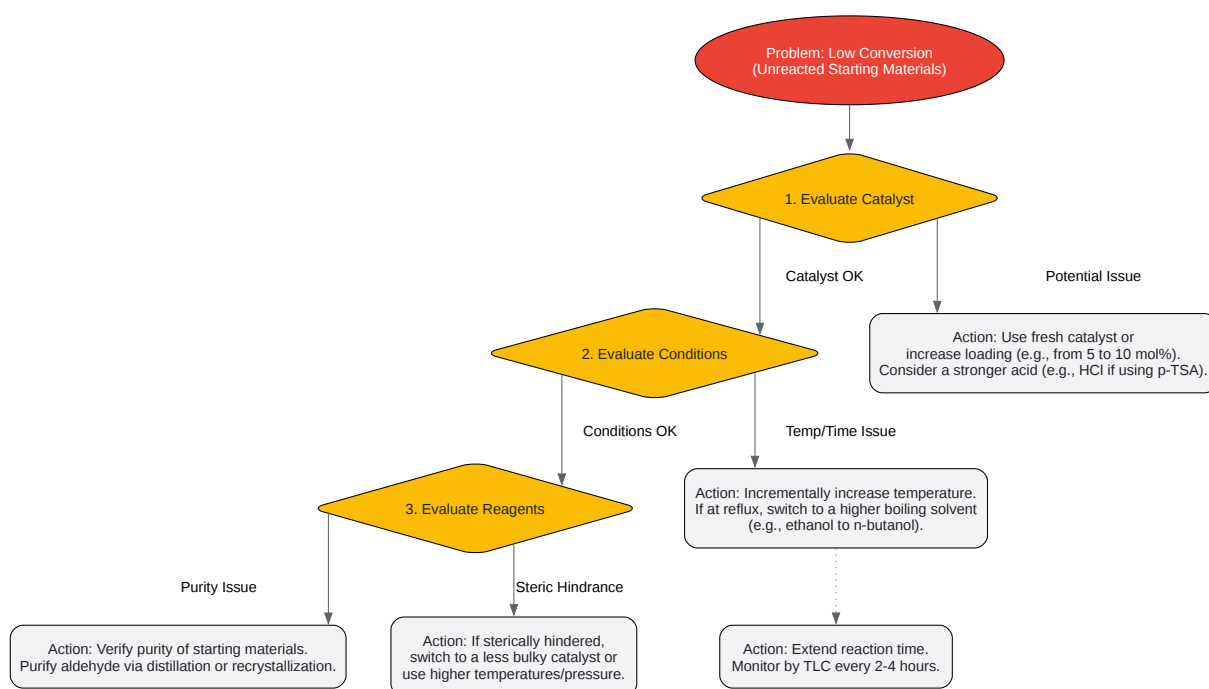 Problem: Low Conversion
(Unreacted Starting Materials)
1. Evaluate Catalyst
Catalyst OK
Potential Issue
Action: Use fresh catalyst or
increase loading (e.g., from 5 to 10 mol%).
Consider a stronger acid (e.g., HCl if using p-TSA).
2. Evaluate Conditions
Conditions OK
Temp/Time Issue
Action: Incrementally increase temperature.
If at reflux, switch to a higher boiling solvent
(e.g., ethanol to n-butanol).
3. Evaluate Reagents
Purity Issue
Steric Hindrance
Action: Verify purity of starting materials.
Purify aldehyde via distillation or recrystallization.
Action: If sterically hindered,
switch to a less bulky catalyst or
use higher temperatures/pressure.
Action: Extend reaction time.
Monitor by TLC every 2-4 hours.